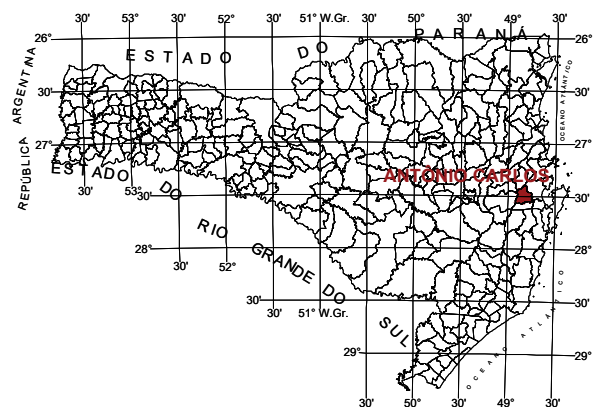 30' 53° 30' 52° 30' 51° W.Gr. 30' 50° 30' 49° 30'
26° ESTADO DO PARANÁ 26°
REPÚBLICA ARGENTINA
OCEANO ATLÂNTICO
30' 30'
27° 27°
ESTADO DO RIO GRANDE DO SUL
ANTÔNIO CARLOS
30' 53° 30' 30'
28° 28°
30' 52°
30' 51° W.Gr. 30'
OCEANO ATLÂNTICO
29° 29°
30' 50° 30' 49° 30'